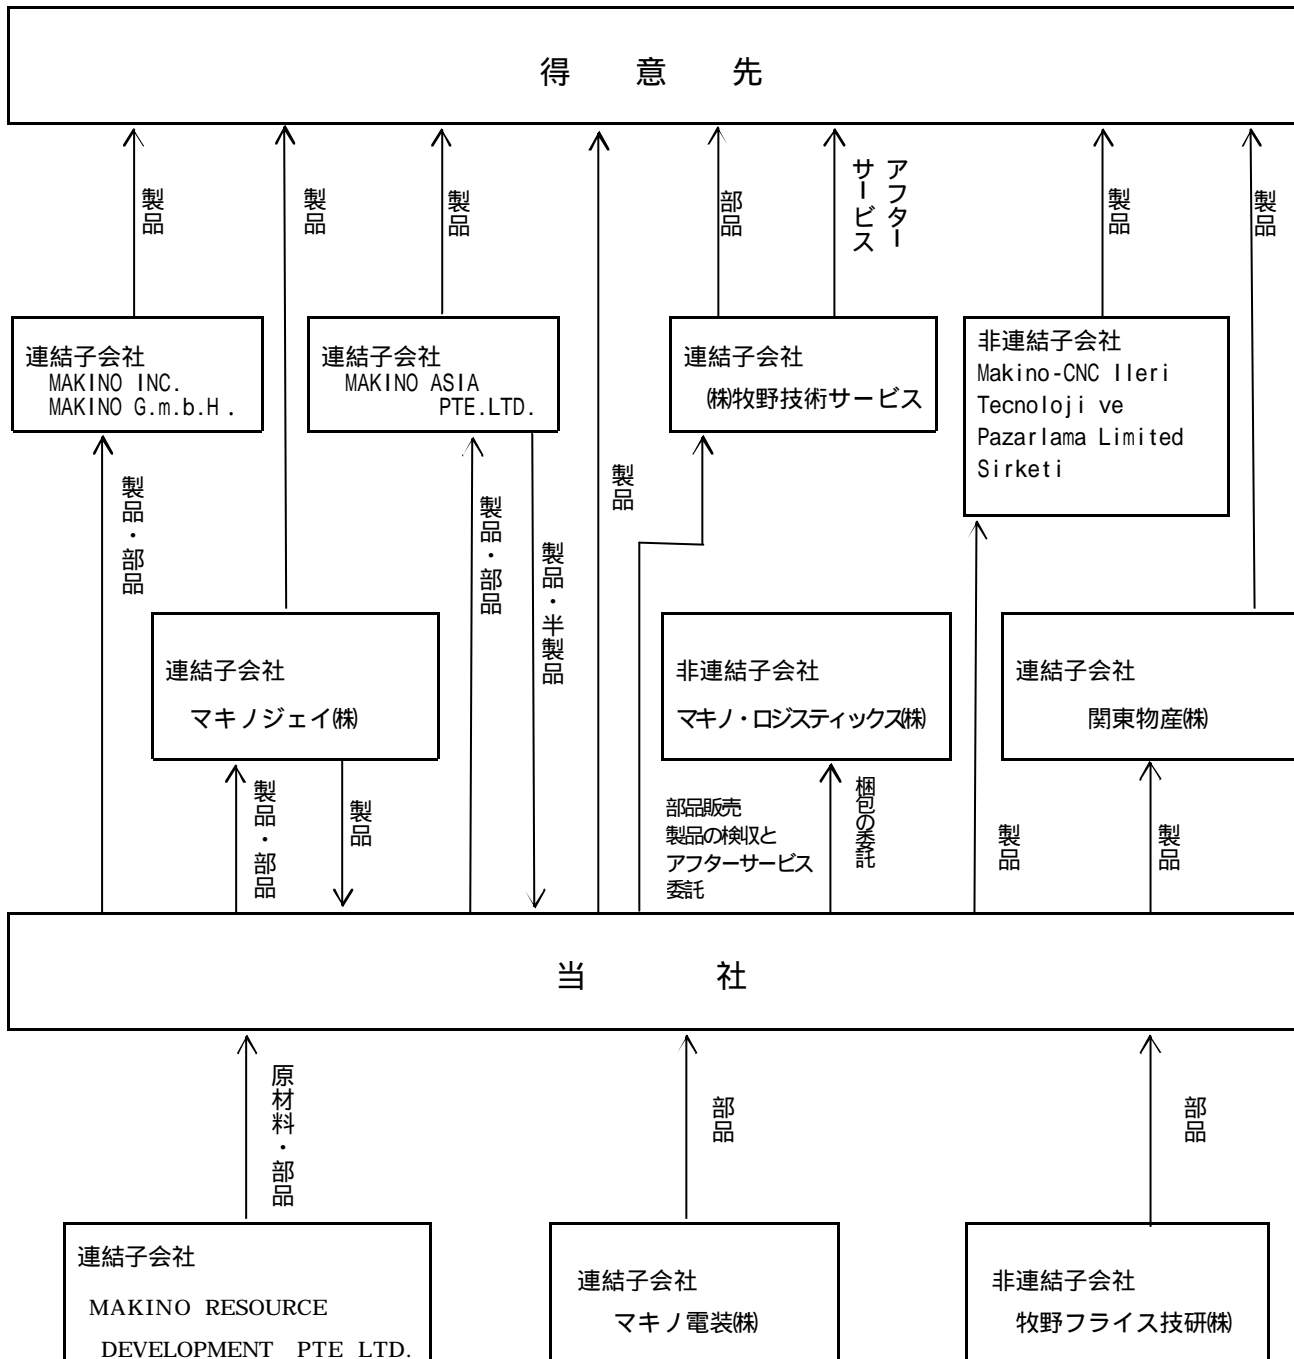 得意先
製品
製品
製品
部品
アフター
サービス
製品
製品
連結子会社
MAKINO INC.
MAKINO G.m.b.H.
連結子会社
MAKINO ASIA
PTE.LTD.
連結子会社
㈱牧野技術サービス
非連結子会社
Makino-CNC Ileri
Tecnoloji ve
Pazarlama Limited
Sirketi
製品・部品
製品・部品
製品・半製品
製品
連結子会社
マキノジェイ㈱
非連結子会社
マキノ・ロジスティックス㈱
連結子会社
関東物産㈱
製品・部品
製品
部品販売
製品の検収と
アフターサービス
委託
梱包の委託
製品
製品
当社
原材料・部品
部品
部品
連結子会社
MAKINO RESOURCE
DEVELOPMENT PTE LTD.
連結子会社
マキノ電装㈱
非連結子会社
牧野フライス技研㈱